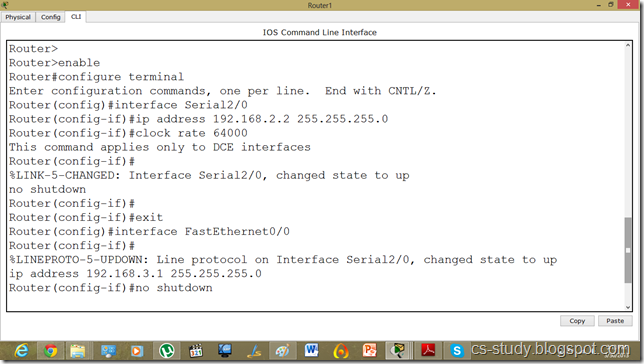 Router1
Physical Config CLI
IOS Command Line Interface
Router>
Router>enable
Router#configure terminal
Enter configuration commands, one per line.  End with CNTL/Z.
Router(config)#interface Serial2/0
Router(config-if)#ip address 192.168.2.2 255.255.255.0
Router(config-if)#clock rate 64000
This command applies only to DCE interfaces
Router(config-if)#
%LINK-5-CHANGED: Interface Serial2/0, changed state to up
no shutdown
Router(config-if)#
Router(config-if)#exit
Router(config)#interface FastEthernet0/0
Router(config-if)#
%LINEPROTO-5-UPDOWN: Line protocol on Interface Serial2/0, changed state to up
ip address 192.168.3.1 255.255.255.0
Router(config-if)#no shutdown
Copy Paste
cs-study.blogspot.com